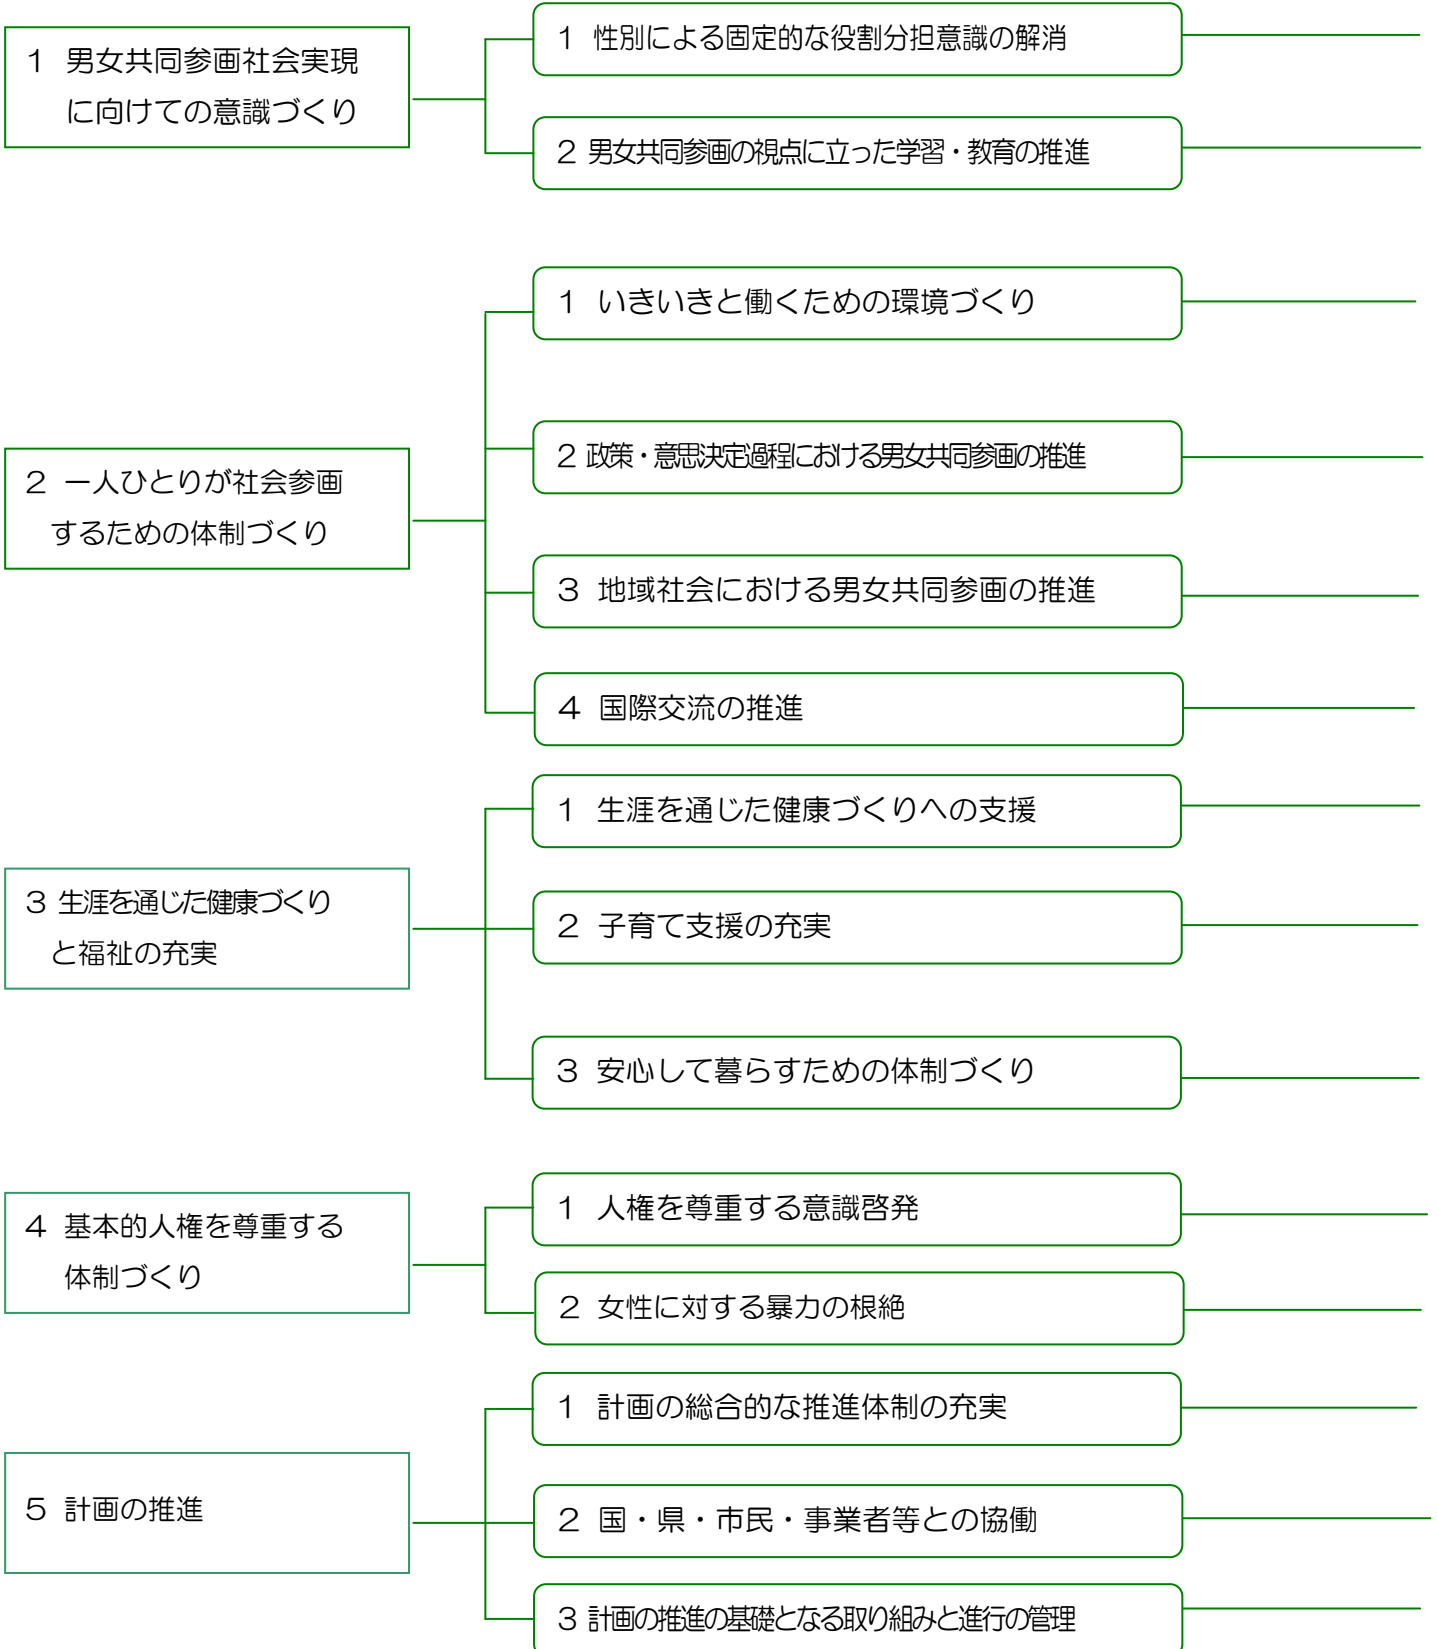 1 男女共同参画社会実現
に向けての意識づくり
1 性別による固定的な役割分担意識の解消
2 男女共同参画の視点に立った学習・教育の推進
2 一人ひとりが社会参画
するための体制づくり
1 いきいきと働くための環境づくり
2 政策・意思決定過程における男女共同参画の推進
3 地域社会における男女共同参画の推進
4 国際交流の推進
3 生涯を通じた健康づくり
と福祉の充実
1 生涯を通じた健康づくりへの支援
2 子育て支援の充実
3 安心して暮らすための体制づくり
4 基本的人権を尊重する
体制づくり
1 人権を尊重する意識啓発
2 女性に対する暴力の根絶
5 計画の推進
1 計画の総合的な推進体制の充実
2 国・県・市民・事業者等との協働
3 計画の推進の基礎となる取り組みと進行の管理